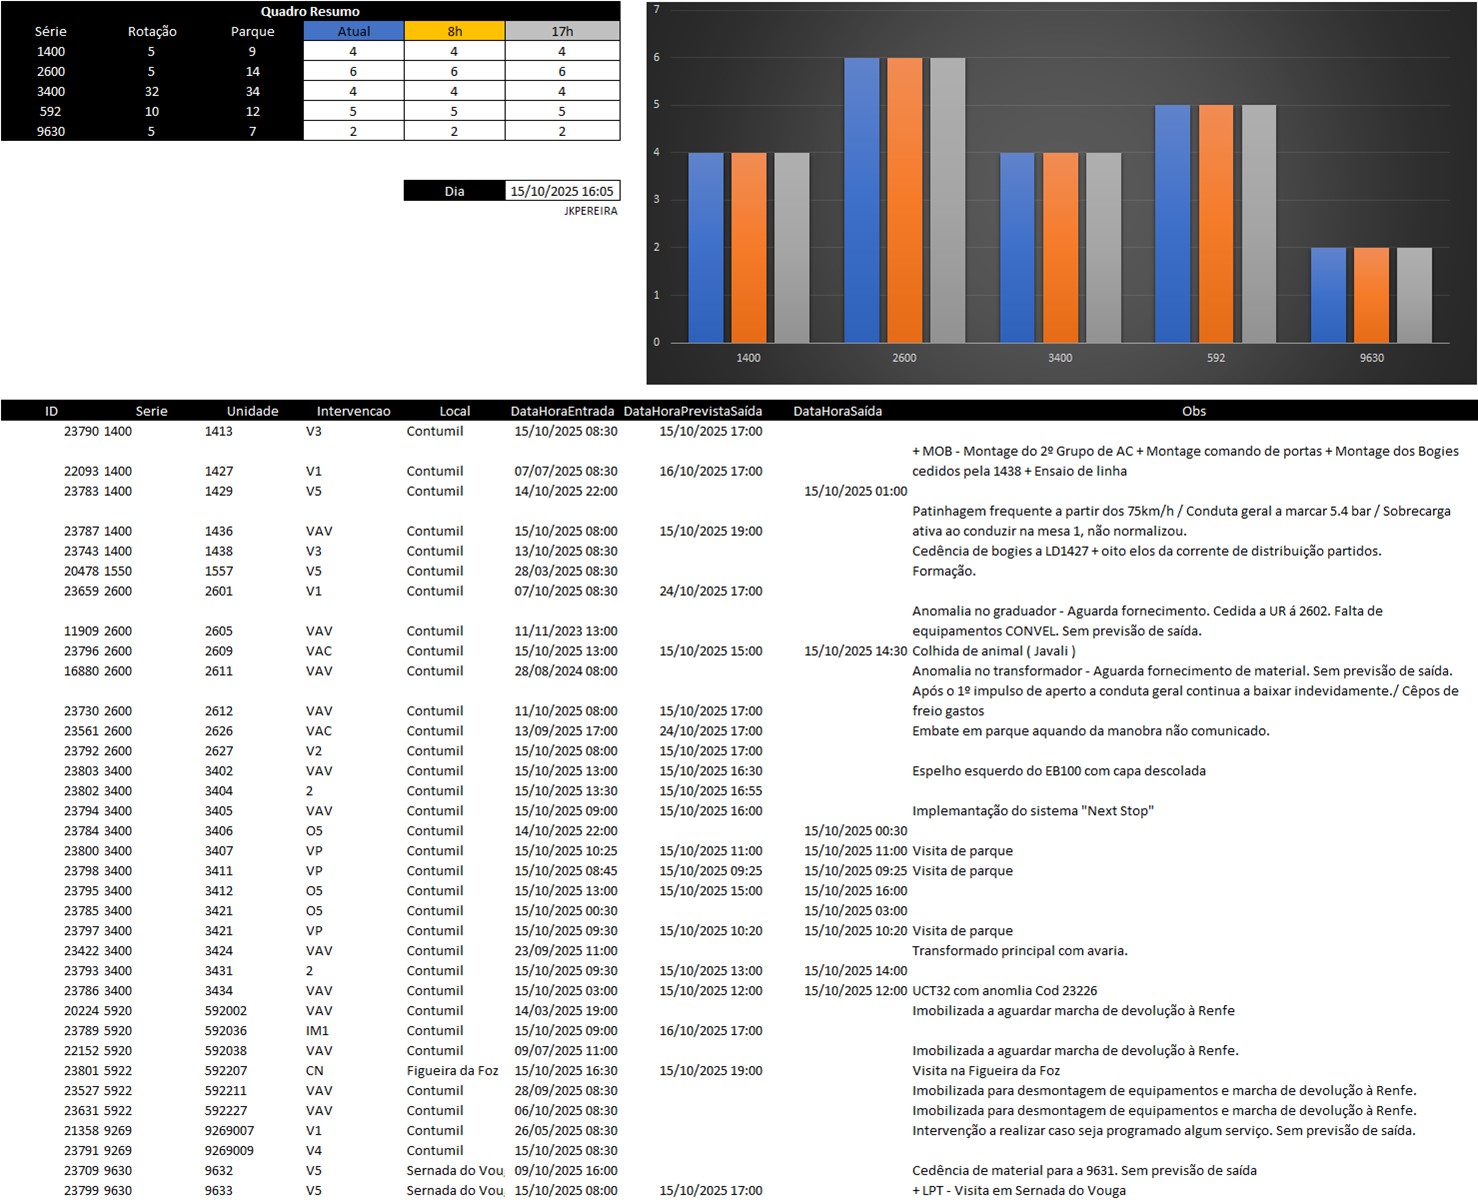 Quadro Resumo
Série Rotação Parque Atual 8h 17h
1400 5 9 4 4 4
2600 5 14 6 6 6
3400 32 34 4 4 4
592 10 12 5 5 5
9630 5 7 2 2 2
Dia 15/10/2025 16:05
JKPEREIRA
7
6
5
4
3
2
1
0
1400 2600 3400 592 9630
ID Serie Unidade Intervencao Local DataHoraEntrada DataHoraPrevistaSaída DataHoraSaída Obs
23790 1400 1413 V3 Contumil 15/10/2025 08:30 15/10/2025 17:00
+ MOB - Montage do 2º Grupo de AC + Montage comando de portas + Montage dos Bogies
22093 1400 1427 V1 Contumil 07/07/2025 08:30 16/10/2025 17:00 cedidos pela 1438 + Ensaio de linha
23783 1400 1429 V5 Contumil 14/10/2025 22:00 15/10/2025 01:00
Patinhagem frequente a partir dos 75km/h / Conduta geral a marcar 5.4 bar / Sobrecarga
23787 1400 1436 VAV Contumil 15/10/2025 08:00 15/10/2025 19:00 ativa ao conduzir na mesa 1, não normalizou.
23743 1400 1438 V3 Contumil 13/10/2025 08:30 Cedência de bogies a LD1427 + oito elos da corrente de distribuição partidos.
20478 1550 1557 V5 Contumil 28/03/2025 08:30 Formação.
23659 2600 2601 V1 Contumil 07/10/2025 08:30 24/10/2025 17:00
Anomalia no graduador - Aguarda fornecimento. Cedida a UR á 2602. Falta de
11909 2600 2605 VAV Contumil 11/11/2023 13:00 equipamentos CONVEL. Sem previsão de saída.
23796 2600 2609 VAC Contumil 15/10/2025 13:00 15/10/2025 15:00 15/10/2025 14:30 Colhida de animal ( Javali )
16880 2600 2611 VAV Contumil 28/08/2024 08:00 Anomalia no transformador - Aguarda fornecimento de material. Sem previsão de saída.
Após o 1º impulso de aperto a conduta geral continua a baixar indevidamente./ Cêpos de
23730 2600 2612 VAV Contumil 11/10/2025 08:00 15/10/2025 17:00 freio gastos
23561 2600 2626 VAC Contumil 13/09/2025 17:00 24/10/2025 17:00 Embate em parque aquando da manobra não comunicado.
23792 2600 2627 V2 Contumil 15/10/2025 08:00 15/10/2025 17:00
23803 3400 3402 VAV Contumil 15/10/2025 13:00 15/10/2025 16:30 Espelho esquerdo do EB100 com capa descolada
23802 3400 3404 2 Contumil 15/10/2025 13:30 15/10/2025 16:55
23794 3400 3405 VAV Contumil 15/10/2025 09:00 15/10/2025 16:00 Implemantação do sistema "Next Stop"
23784 3400 3406 O5 Contumil 14/10/2025 22:00 15/10/2025 00:30
23800 3400 3407 VP Contumil 15/10/2025 10:25 15/10/2025 11:00 15/10/2025 11:00 Visita de parque
23798 3400 3411 VP Contumil 15/10/2025 08:45 15/10/2025 09:25 15/10/2025 09:25 Visita de parque
23795 3400 3412 O5 Contumil 15/10/2025 13:00 15/10/2025 15:00 15/10/2025 16:00
23785 3400 3421 O5 Contumil 15/10/2025 00:30 15/10/2025 03:00
23797 3400 3421 VP Contumil 15/10/2025 09:30 15/10/2025 10:20 15/10/2025 10:20 Visita de parque
23422 3400 3424 VAV Contumil 23/09/2025 11:00 Transformado principal com avaria.
23793 3400 3431 2 Contumil 15/10/2025 09:30 15/10/2025 13:00 15/10/2025 14:00
23786 3400 3434 VAV Contumil 15/10/2025 03:00 15/10/2025 12:00 15/10/2025 12:00 UCT32 com anomlia Cod 23226
20224 5920 592002 VAV Contumil 14/03/2025 19:00 Imobilizada a aguardar marcha de devolução à Renfe
23789 5920 592036 IM1 Contumil 15/10/2025 09:00 16/10/2025 17:00
22152 5920 592038 VAV Contumil 09/07/2025 11:00 Imobilizada a aguardar marcha de devolução à Renfe.
23801 5922 592207 CN Figueira da Foz 15/10/2025 16:30 15/10/2025 19:00 Visita na Figueira da Foz
23527 5922 592211 VAV Contumil 28/09/2025 08:30 Imobilizada para desmontagem de equipamentos e marcha de devolução à Renfe.
23631 5922 592227 VAV Contumil 06/10/2025 08:30 Imobilizada para desmontagem de equipamentos e marcha de devolução à Renfe.
21358 9269 9269007 V1 Contumil 26/05/2025 08:30 Intervenção a realizar caso seja programado algum serviço. Sem previsão de saída.
23791 9269 9269009 V4 Contumil 15/10/2025 08:30
23709 9630 9632 V5 Sernada do Vou 09/10/2025 16:00 Cedência de material para a 9631. Sem previsão de saída
23799 9630 9633 V5 Sernada do Vou 15/10/2025 08:00 15/10/2025 17:00 + LPT - Visita em Sernada do Vouga